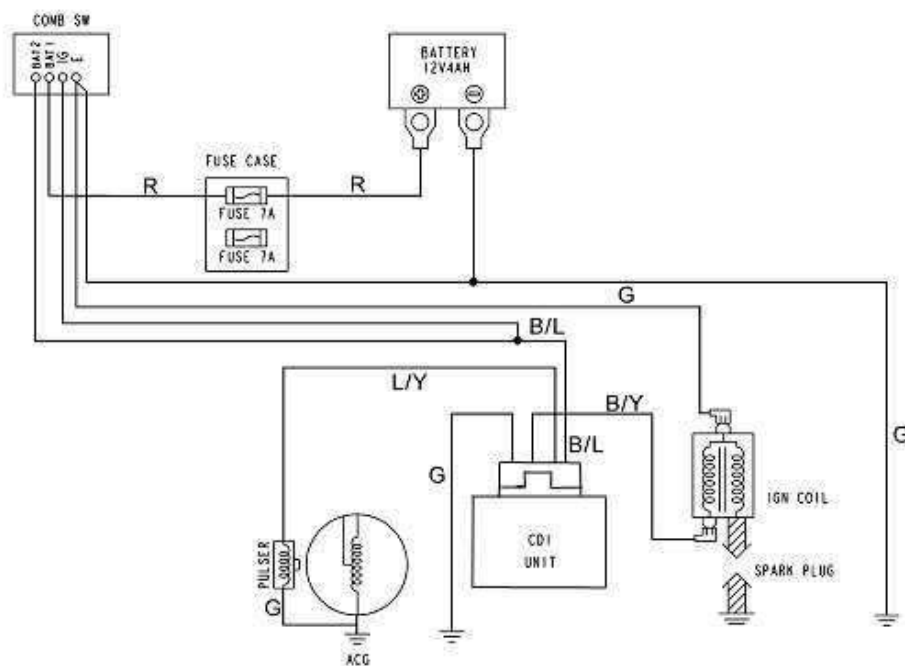 COMB SW
BAT2
BAT1
IG
E
BATTERY
12V4AH
FUSE CASE
R
R
FUSE 7A
FUSE 7A
G
B/L
L/Y
B/Y
B/L
G
G
IGN COIL
CDI
UNIT
PULSER
G
SPARK PLUG
ACG